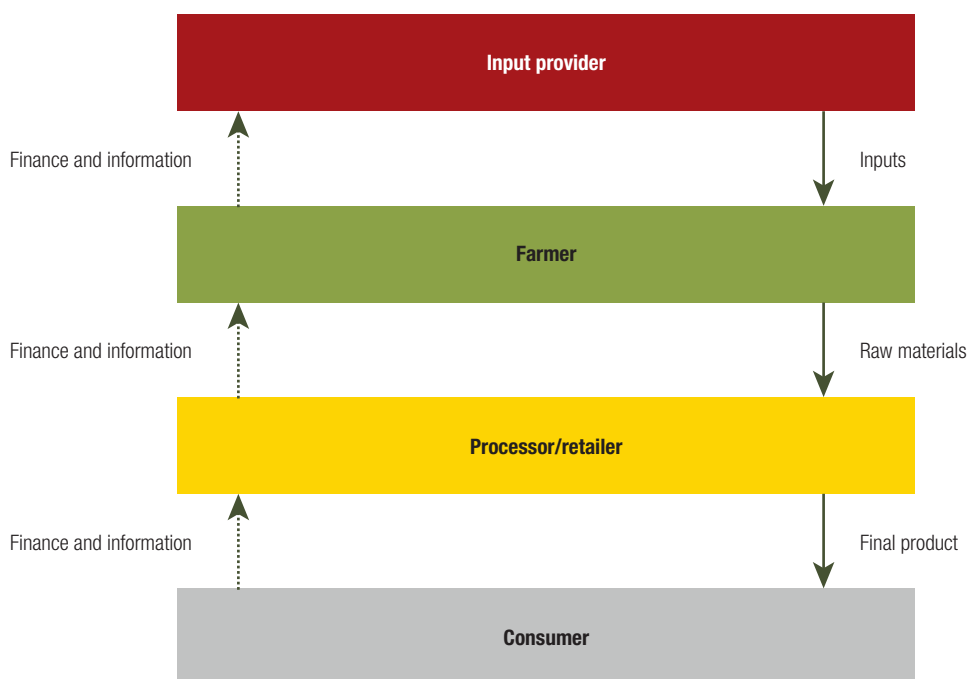 Input provider
Finance and information
Inputs
Farmer
Finance and information
Raw materials
Processor/retailer
Finance and information
Final product
Consumer